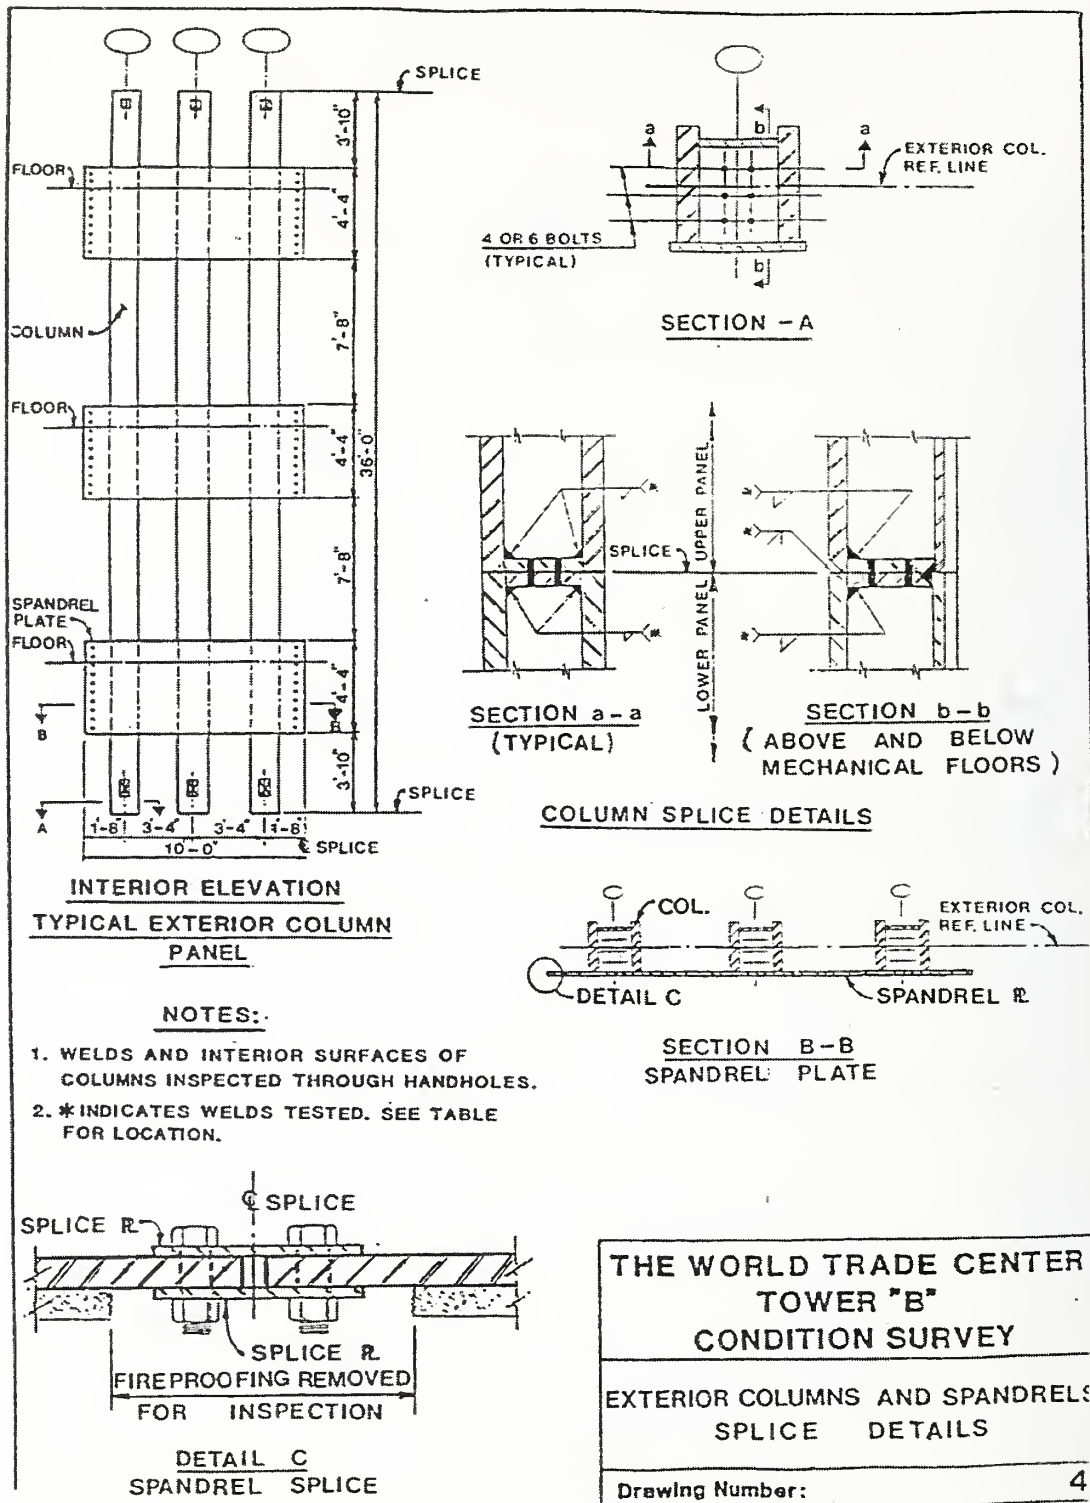 SPLICE
3'-10"
FLOOR
4'-4"
COLUMN
7'-8"
36'-0"
FLOOR
4'-4"
7'-8"
SPANDREL
PLATE
FLOOR
4'-4"
B
B
3'-10"
A
SPLICE
1'-8" 3'-4" 3'-4" 1'-8"
10'-0"
℄ SPLICE
INTERIOR ELEVATION
TYPICAL EXTERIOR COLUMN
PANEL
a
b
a
EXTERIOR COL.
REF. LINE
4 OR 6 BOLTS
(TYPICAL)
b
SECTION - A
UPPER PANEL
SPLICE
LOWER PANEL
SECTION a-a
(TYPICAL)
SECTION b-b
(ABOVE AND BELOW
MECHANICAL FLOORS)
COLUMN SPLICE DETAILS
COL.
EXTERIOR COL.
REF. LINE
DETAIL C
SPANDREL PL
SECTION B-B
SPANDREL PLATE
NOTES:
1. WELDS AND INTERIOR SURFACES OF
COLUMNS INSPECTED THROUGH HANDHOLES.
2. * INDICATES WELDS TESTED. SEE TABLE
FOR LOCATION.
℄ SPLICE
SPLICE PL
SPLICE PL
FIREPROOFING REMOVED
FOR INSPECTION
DETAIL C
SPANDREL SPLICE
THE WORLD TRADE CENTER
TOWER "B"
CONDITION SURVEY
EXTERIOR COLUMNS AND SPANDRELS
SPLICE DETAILS
Drawing Number: 4